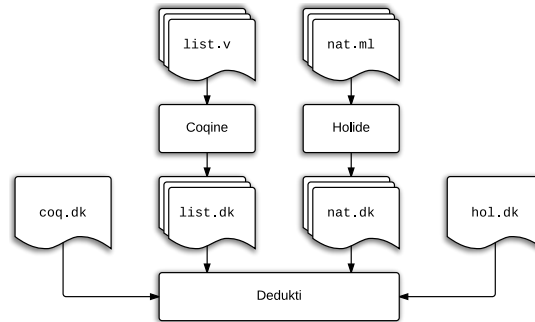 list.v
nat.ml
Coqine
Holide
coq.dk
list.dk
nat.dk
hol.dk
Dedukti